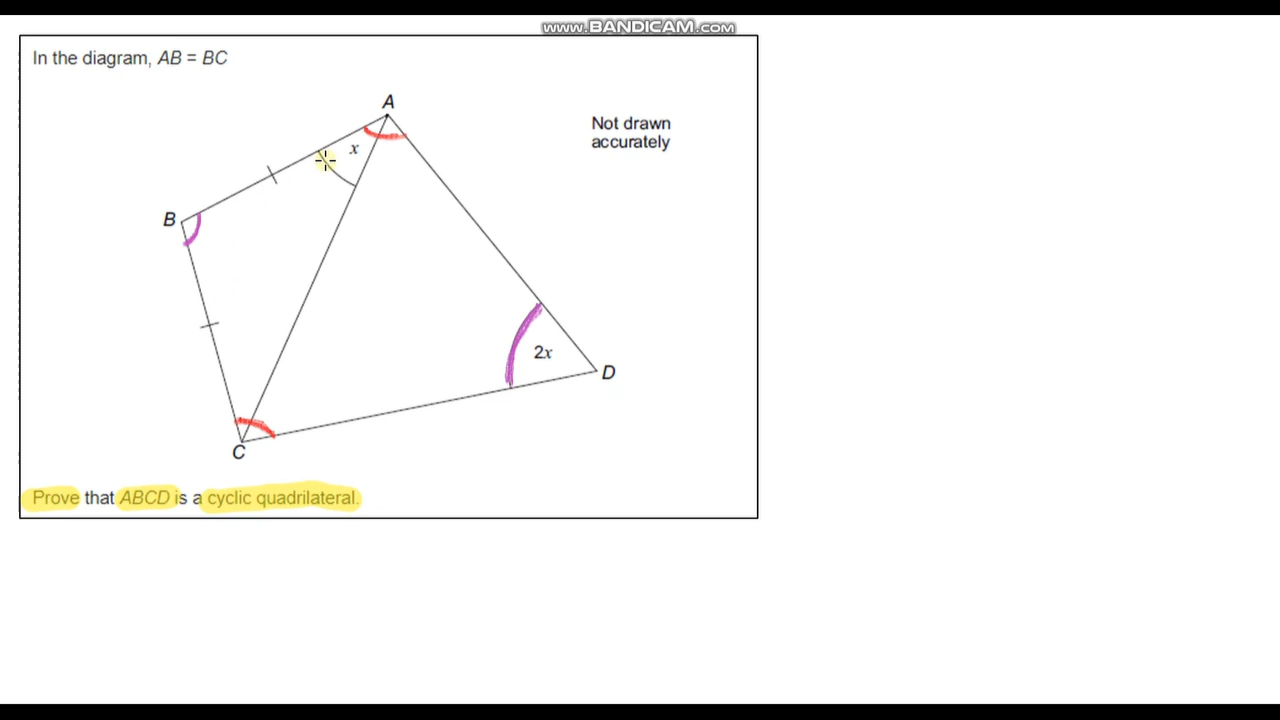 www.BANDICAM.com
In the diagram, AB = BC
A
Not drawn
accurately
x
B
2x
D
C
Prove that ABCD is a cyclic quadrilateral.